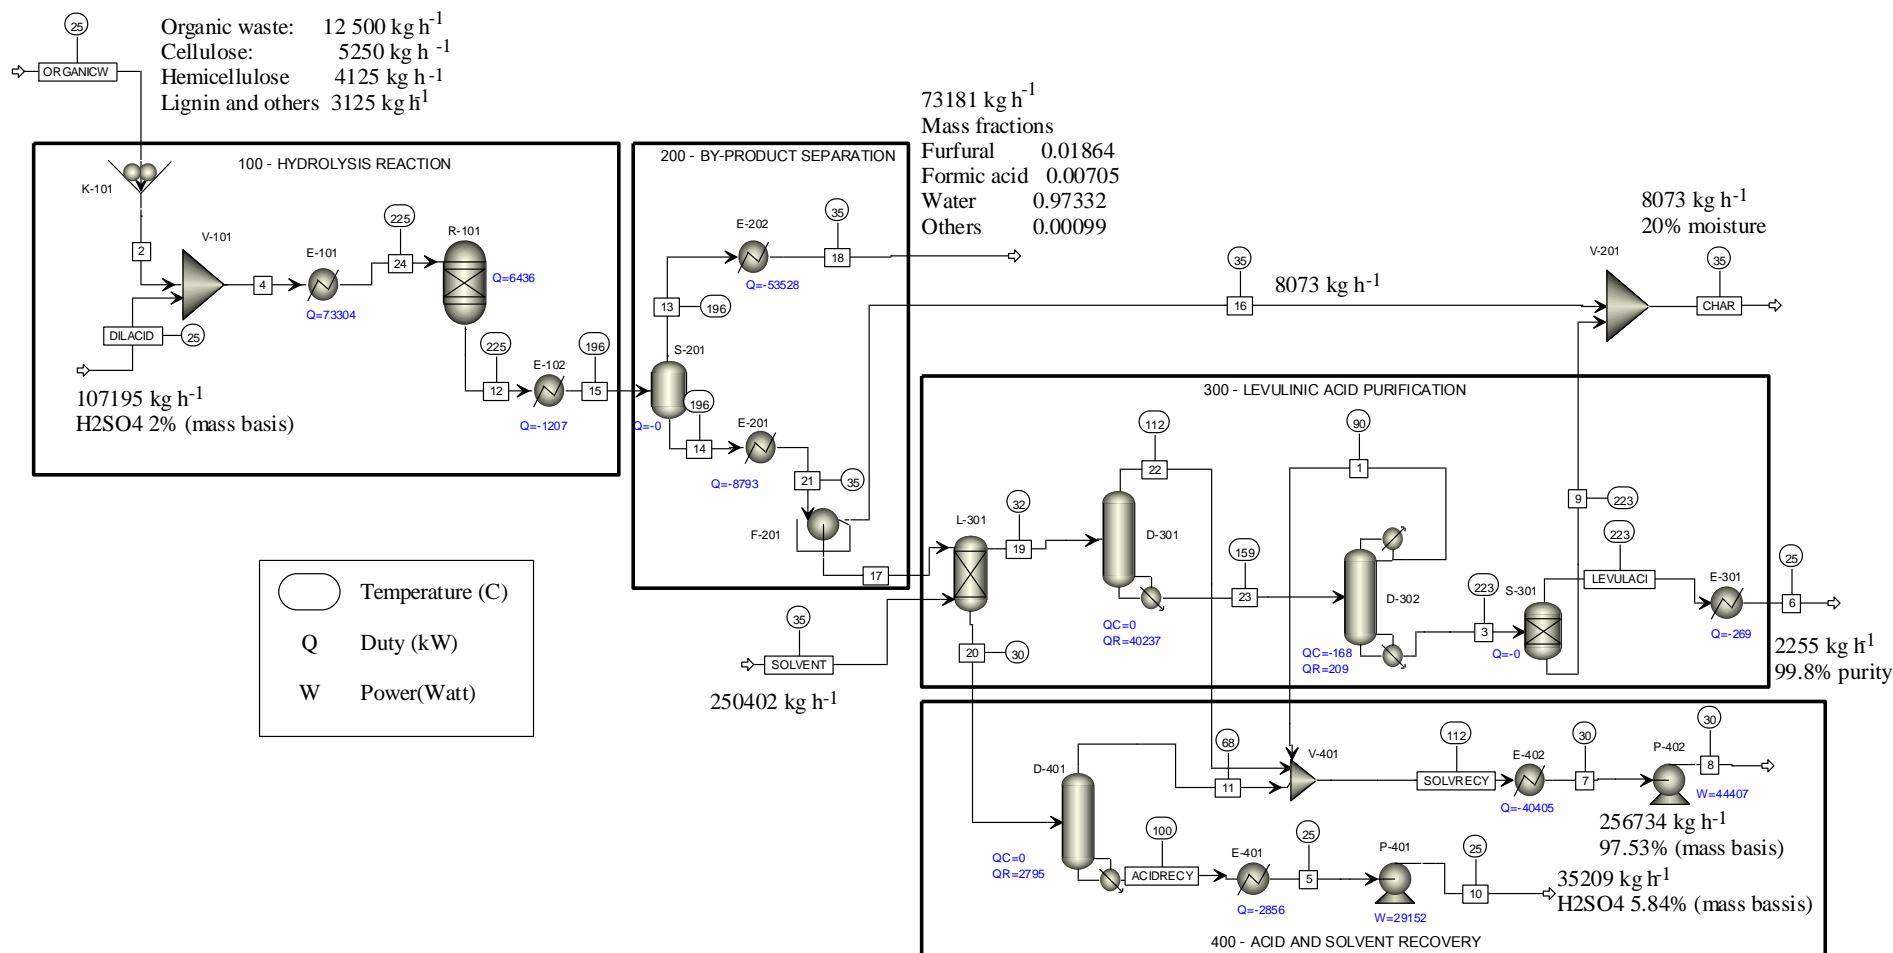 25
ORGANICW
Organic waste: 12 500 kg h-1
Cellulose: 5250 kg h -1
Hemicellulose 4125 kg h-1
Lignin and others 3125 kg h-1
100 - HYDROLYSIS REACTION
K-101
2
V-101
4
E-101
Q=73304
225
24
R-101
Q=6436
DILACID
25
107195 kg h-1
H2SO4 2% (mass basis)
225
12
E-102
Q=-1207
196
15
200 - BY-PRODUCT SEPARATION
E-202
Q=-53528
35
18
13
196
S-201
Q=-0
196
14
E-201
Q=-8793
21
35
F-201
17
73181 kg h-1
Mass fractions
Furfural 0.01864
Formic acid 0.00705
Water 0.97332
Others 0.00099
35
16
8073 kg h-1
8073 kg h-1
20% moisture
V-201
35
CHAR
300 - LEVULINIC ACID PURIFICATION
L-301
32
19
112
22
D-301
QC=0
QR=40237
159
23
90
1
D-302
QC=-168
QR=209
223
3
S-301
Q=-0
9
223
223
LEVULACI
E-301
Q=-269
25
6
2255 kg h-1
99.8% purity
35
SOLVENT
250402 kg h-1
20
30
Temperature (C)
Q Duty (kW)
W Power(Watt)
D-401
QC=0
QR=2795
68
11
V-401
112
SOLVRECY
E-402
Q=-40405
30
7
P-402
W=44407
30
8
256734 kg h-1
97.53% (mass basis)
100
ACIDRECY
E-401
Q=-2856
25
5
P-401
W=29152
25
10
35209 kg h-1
H2SO4 5.84% (mass bassis)
400 - ACID AND SOLVENT RECOVERY